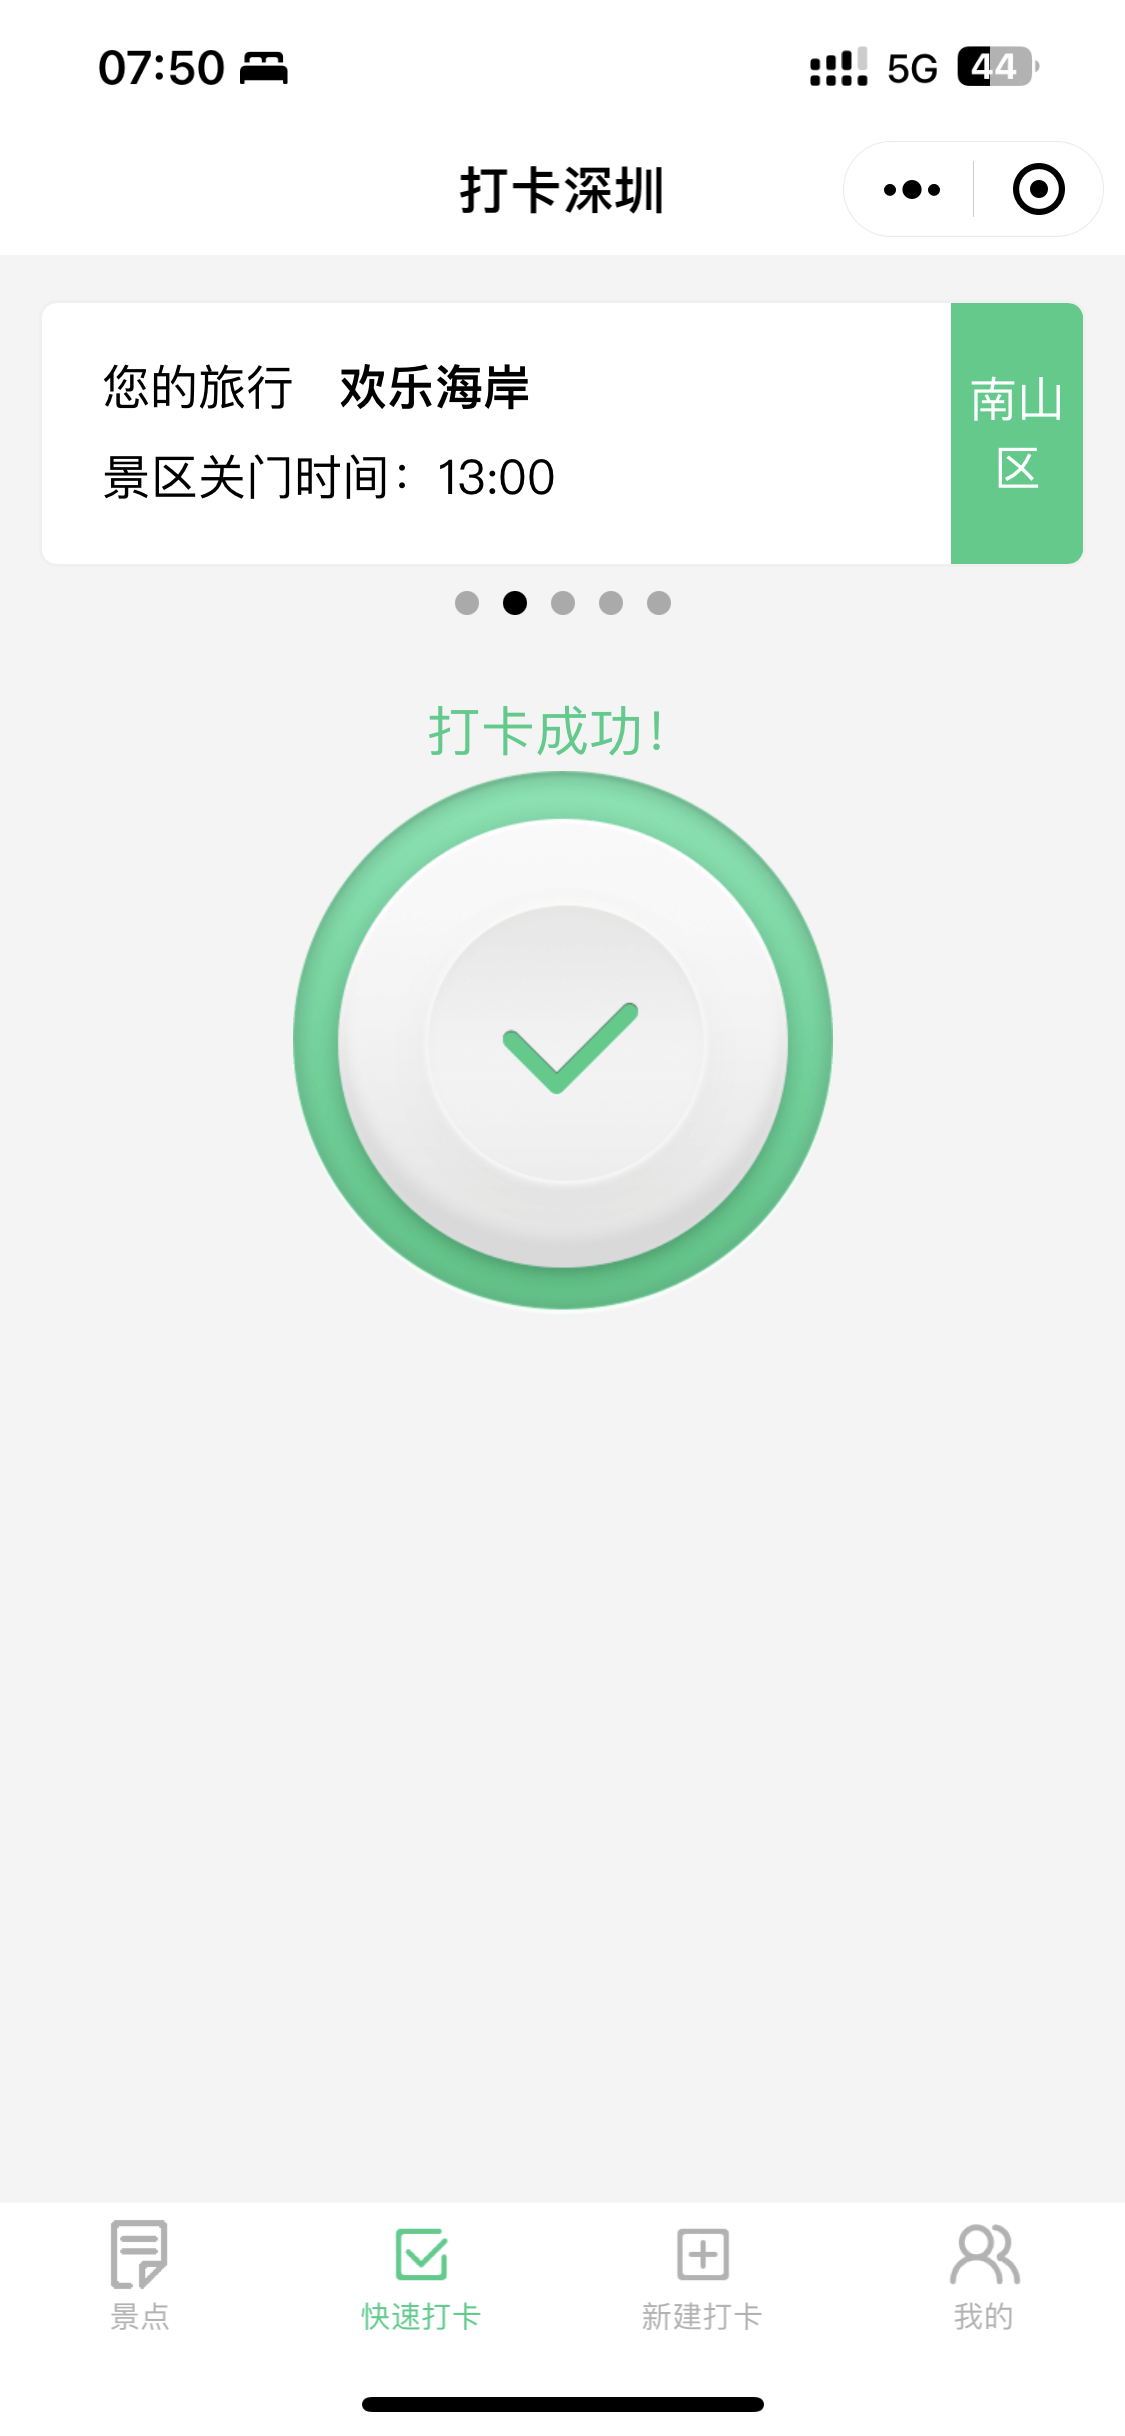 07:50
5G
44
打卡深圳
您的旅行 欢乐海岸
景区关门时间：13:00
南山
区
打卡成功！
景点
快速打卡
新建打卡
我的